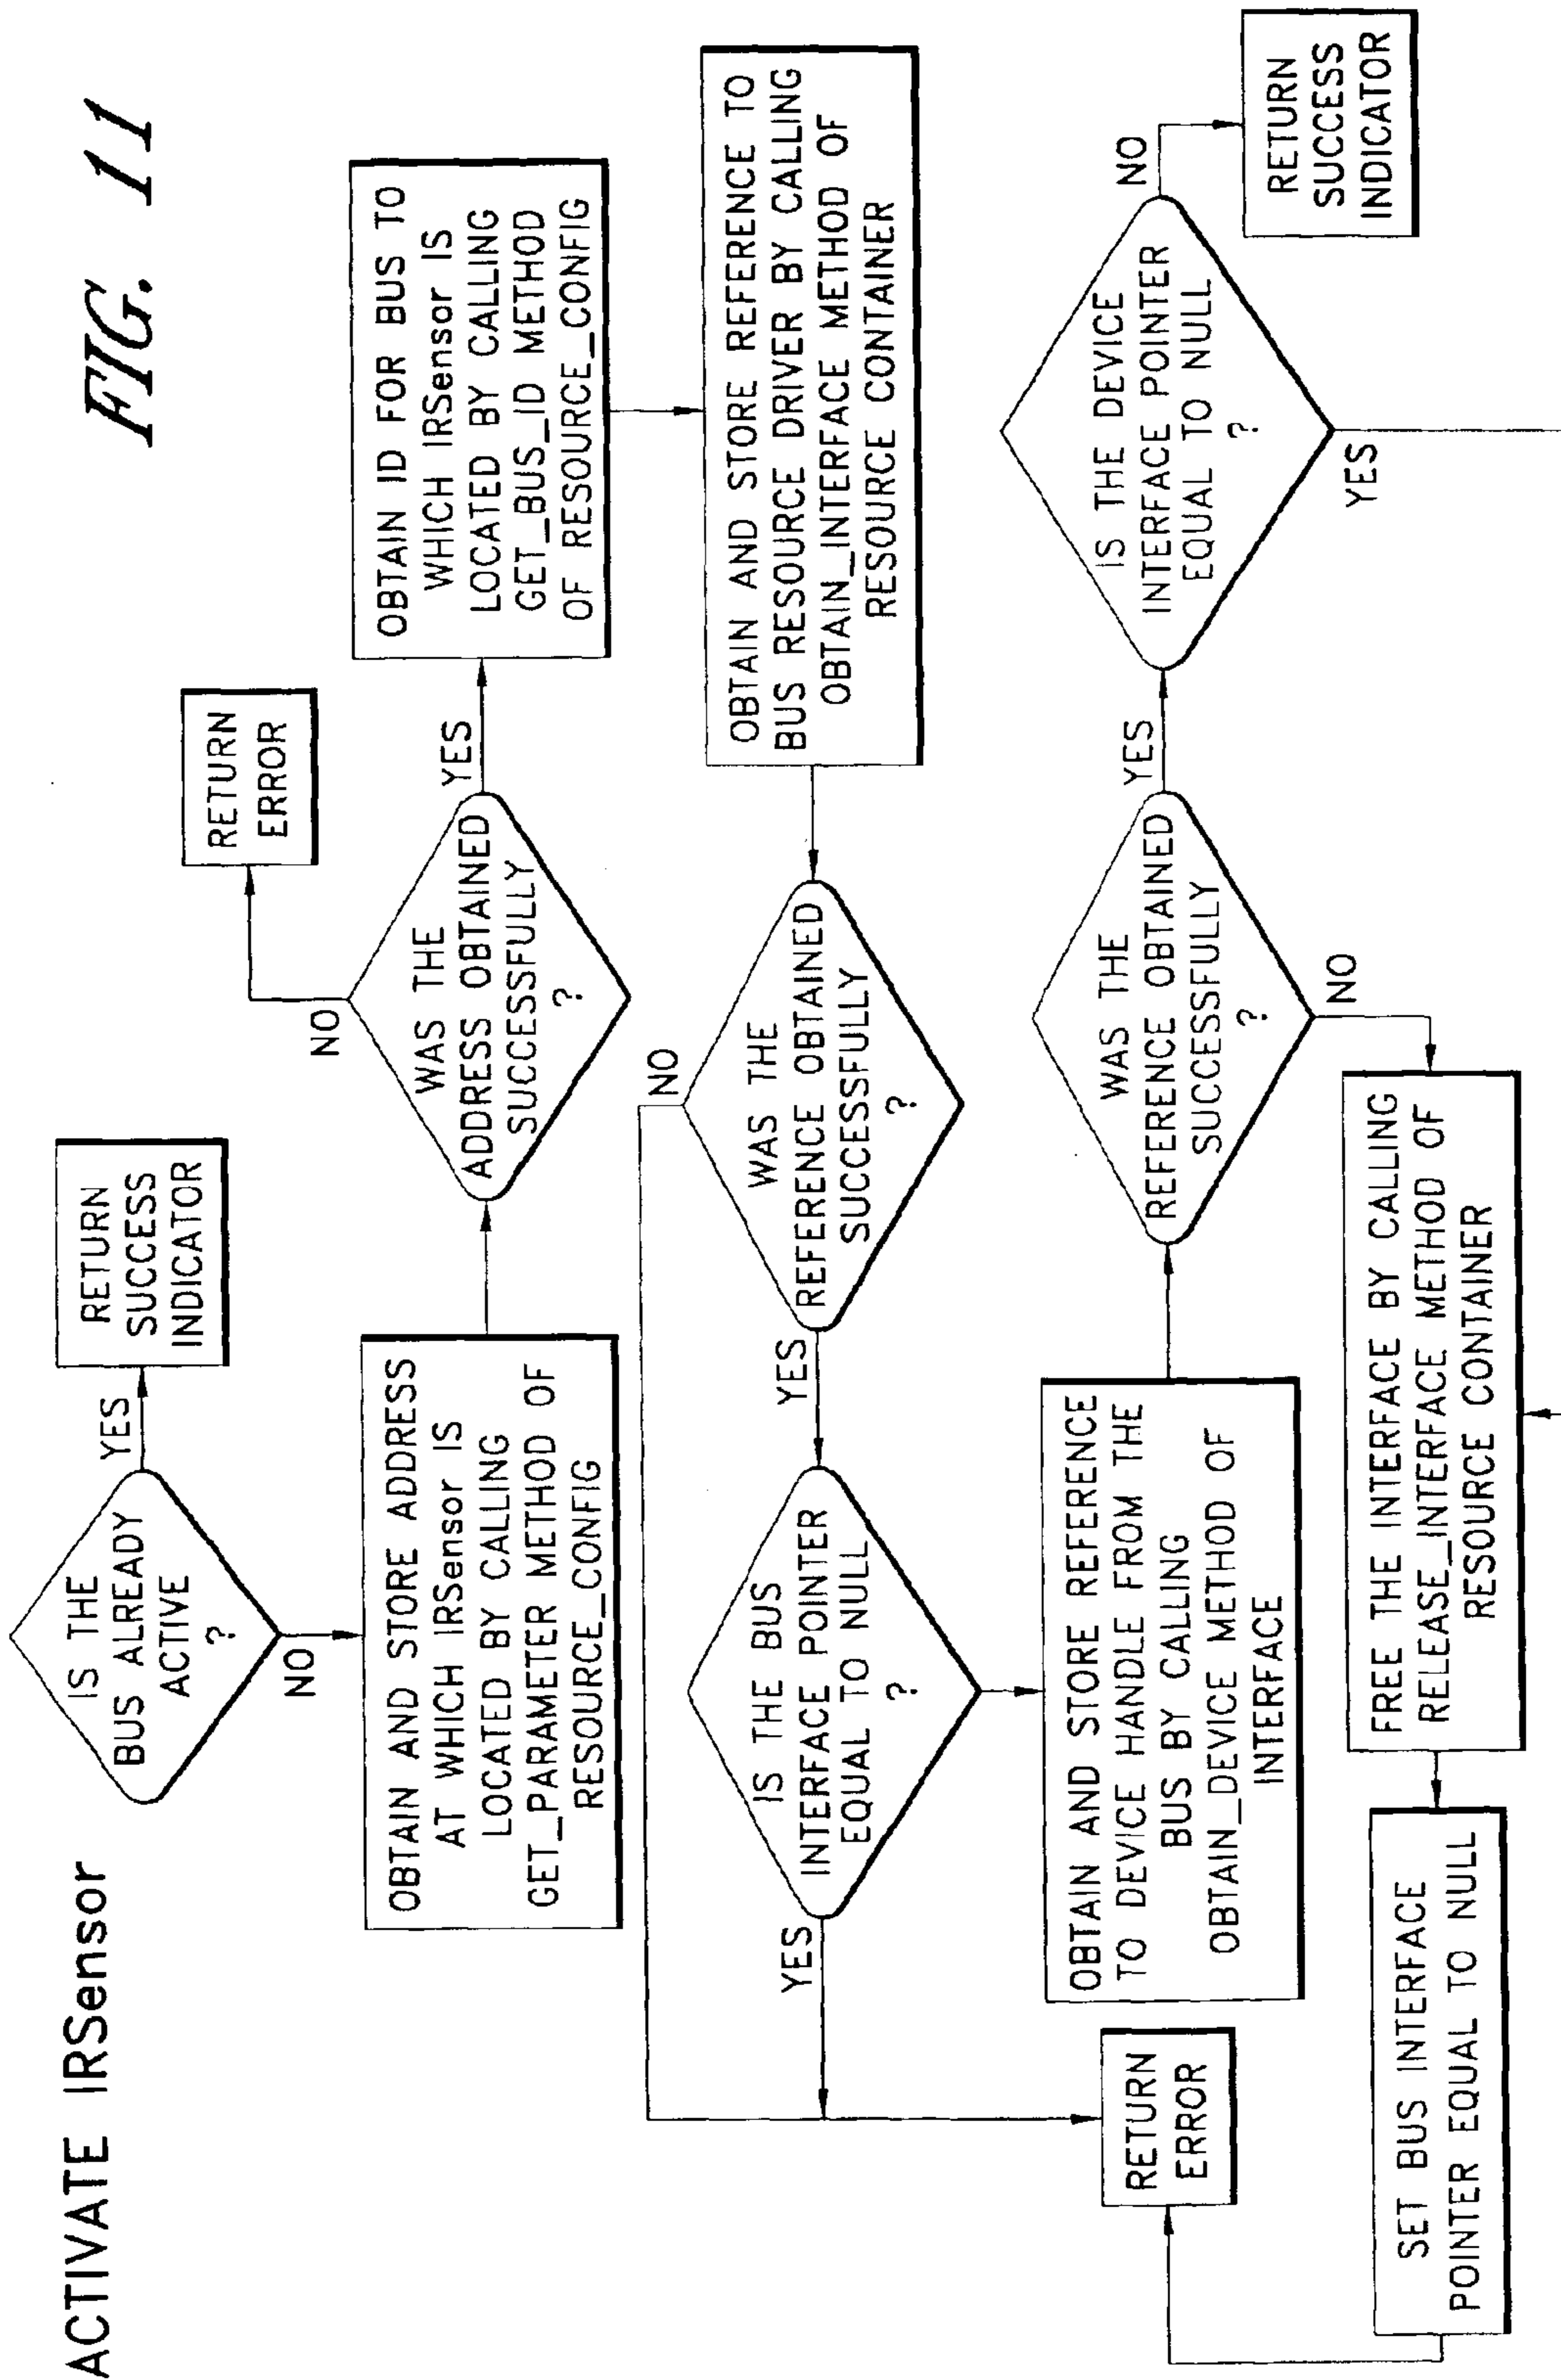 ACTIVATE IRSensor
FIG. 11
IS THE
BUS ALREADY
ACTIVE
?
YES
RETURN
SUCCESS
INDICATOR
NO
OBTAIN AND STORE ADDRESS
AT WHICH IRSensor IS
LOCATED BY CALLING
GET_PARAMETER METHOD OF
RESOURCE_CONFIG
WAS THE
ADDRESS OBTAINED
SUCCESSFULLY
?
NO
RETURN
ERROR
YES
OBTAIN ID FOR BUS TO
WHICH IRSensor IS
LOCATED BY CALLING
GET_BUS_ID METHOD
OF RESOURCE_CONFIG
OBTAIN AND STORE REFERENCE TO
BUS RESOURCE DRIVER BY CALLING
OBTAIN_INTERFACE METHOD OF
RESOURCE CONTAINER
WAS THE
REFERENCE OBTAINED
SUCCESSFULLY
?
NO
YES
IS THE BUS
INTERFACE POINTER
EQUAL TO NULL
?
YES
OBTAIN AND STORE REFERENCE
TO DEVICE HANDLE FROM THE
BUS BY CALLING
OBTAIN_DEVICE METHOD OF
INTERFACE
RETURN
ERROR
WAS THE
REFERENCE OBTAINED
SUCCESSFULLY
?
YES
NO
IS THE DEVICE
INTERFACE POINTER
EQUAL TO NULL
?
NO
RETURN
SUCCESS
INDICATOR
YES
FREE THE INTERFACE BY CALLING
RELEASE_INTERFACE METHOD OF
RESOURCE CONTAINER
SET BUS INTERFACE
POINTER EQUAL TO NULL